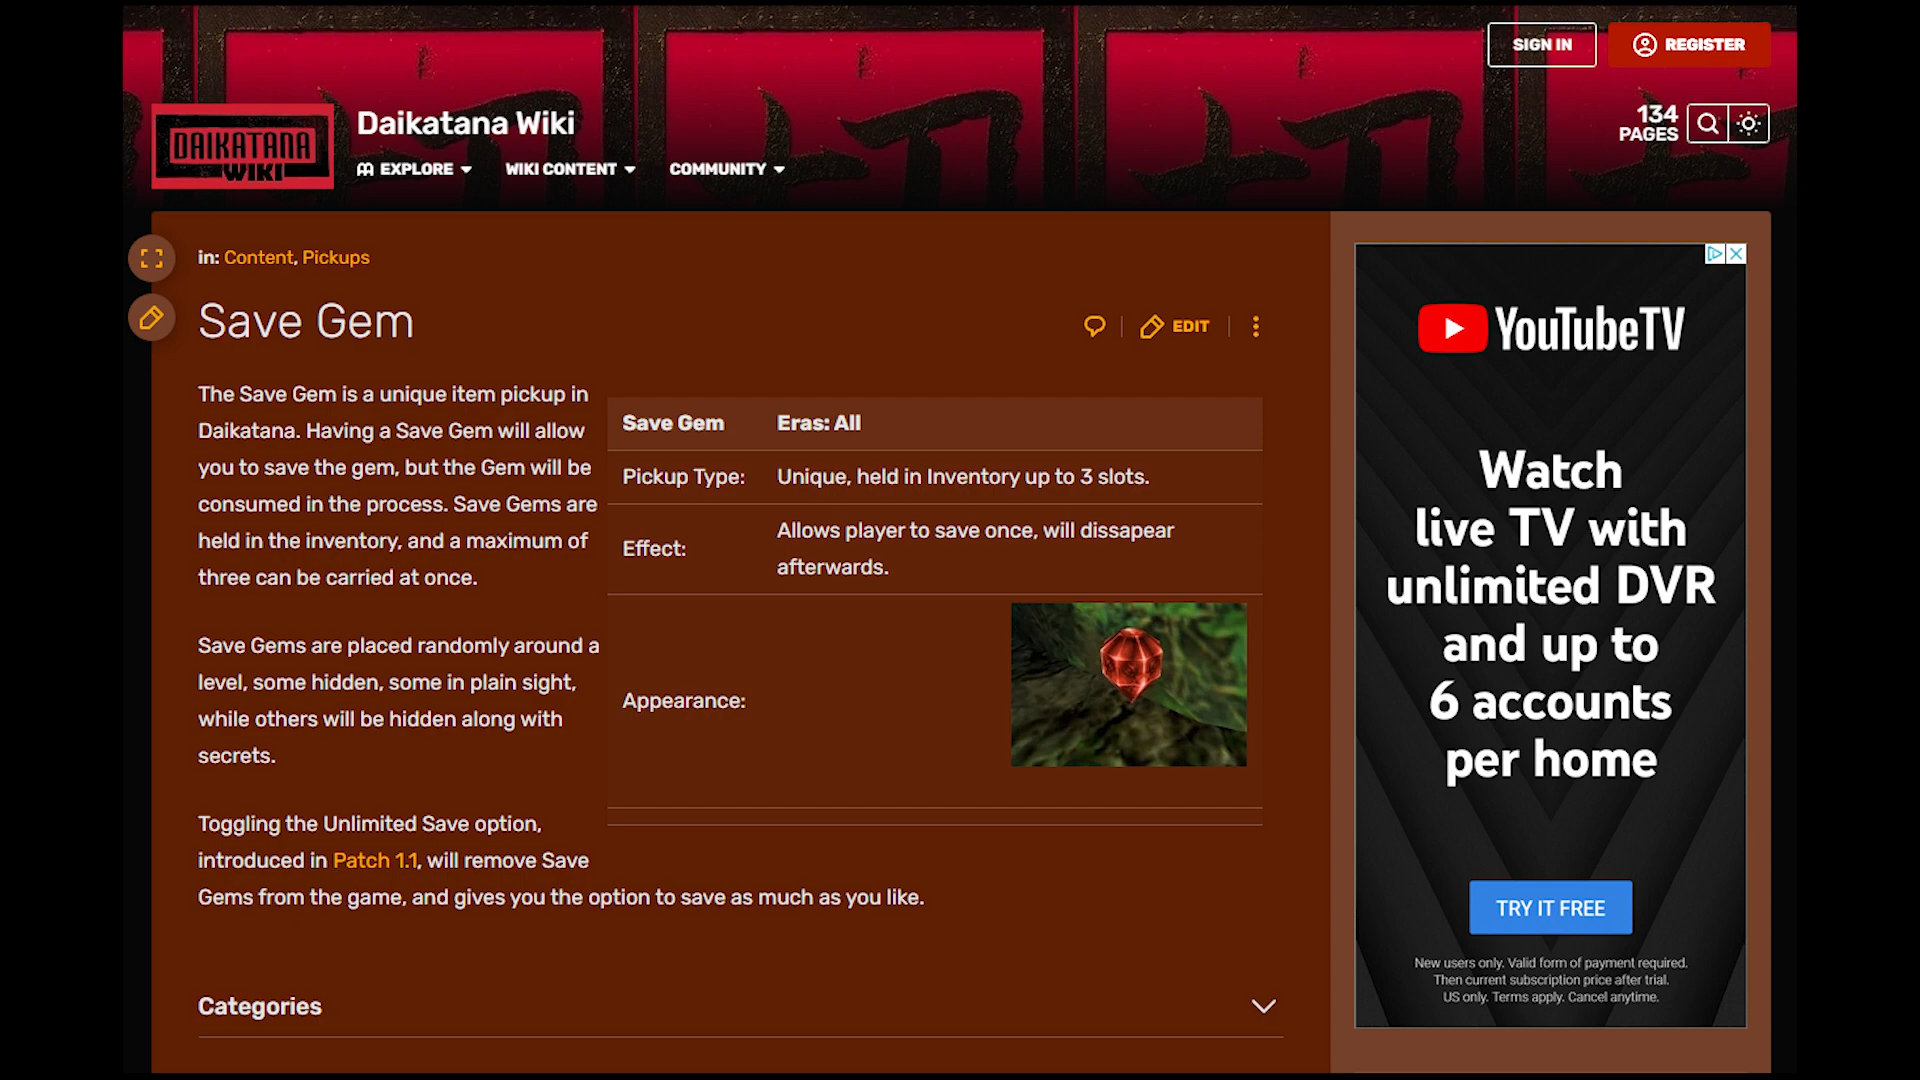 SIGN IN
REGISTER
DAIKATANA
WIKI
Daikatana Wiki
134
PAGES
EXPLORE
WIKI CONTENT
COMMUNITY
in: Content, Pickups
Save Gem
EDIT
The Save Gem is a unique item pickup in
Daikatana. Having a Save Gem will allow
you to save the gem, but the Gem will be
consumed in the process. Save Gems are
held in the inventory, and a maximum of
three can be carried at once.
Save Gems are placed randomly around a
level, some hidden, some in plain sight,
while others will be hidden along with
secrets.
Toggling the Unlimited Save option,
introduced in Patch 1.1, will remove Save
Gems from the game, and gives you the option to save as much as you like.
Save Gem Eras: All
Pickup Type: Unique, held in Inventory up to 3 slots.
Effect: Allows player to save once, will dissapear
afterwards.
Appearance:
Categories
YouTubeTV
Watch
live TV with
unlimited DVR
and up to
6 accounts
per home
TRY IT FREE
New users only. Valid form of payment required.
Then current subscription price after trial.
US only. Terms apply. Cancel anytime.